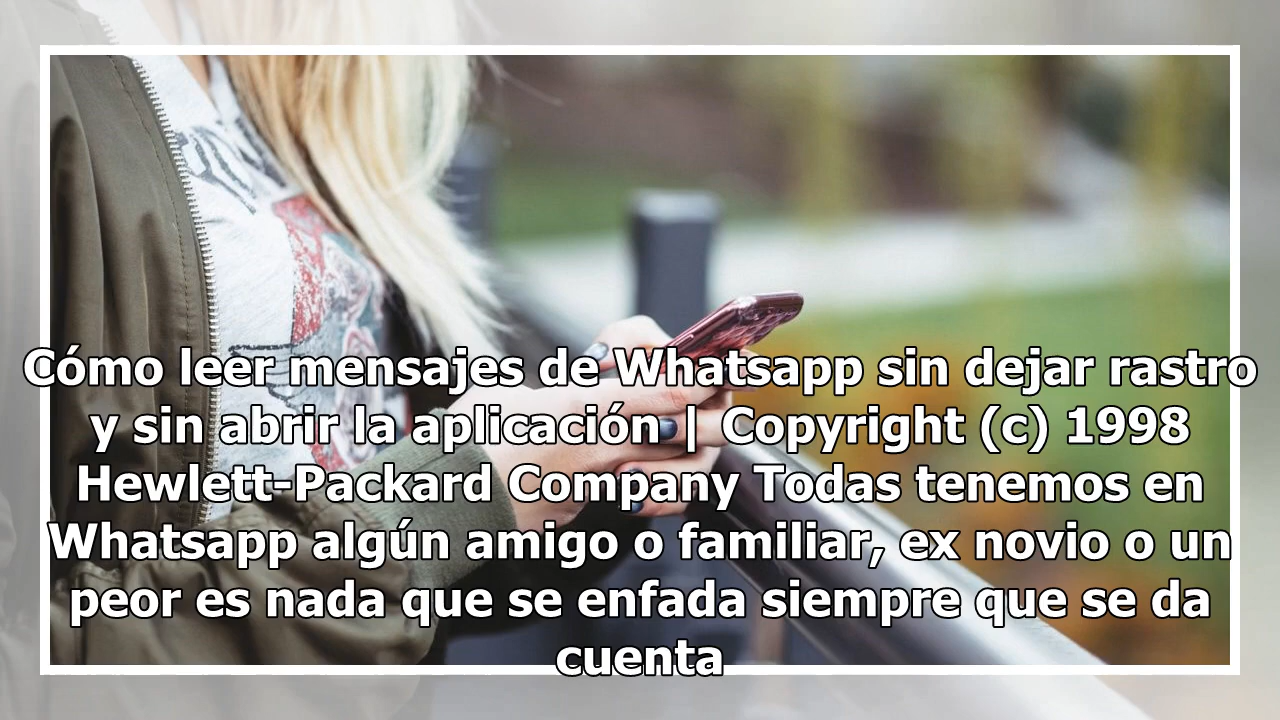 Cómo leer mensajes de Whatsapp sin dejar rastro
y sin abrir la aplicación | Copyright (c) 1998
Hewlett-Packard Company Todas tenemos en
Whatsapp algún amigo o familiar, ex novio o un
peor es nada que se enfada siempre que se da
cuenta